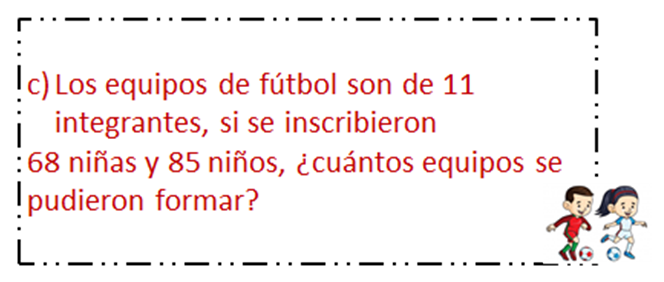 c) Los equipos de fútbol son de 11
integrantes, si se inscribieron
68 niñas y 85 niños, ¿cuántos equipos se
pudieron formar?